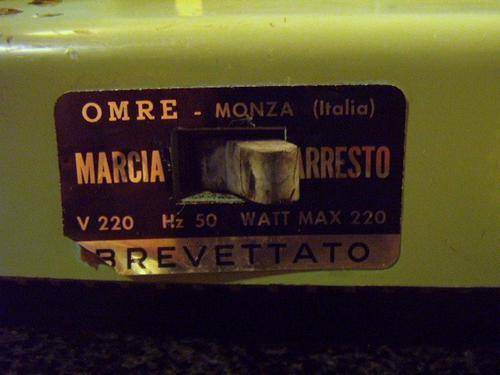 OMRE - MONZA (Italia)
MARCIA ARRESTO
V 220 Hz 50 WATT MAX 220
BREVETTATO